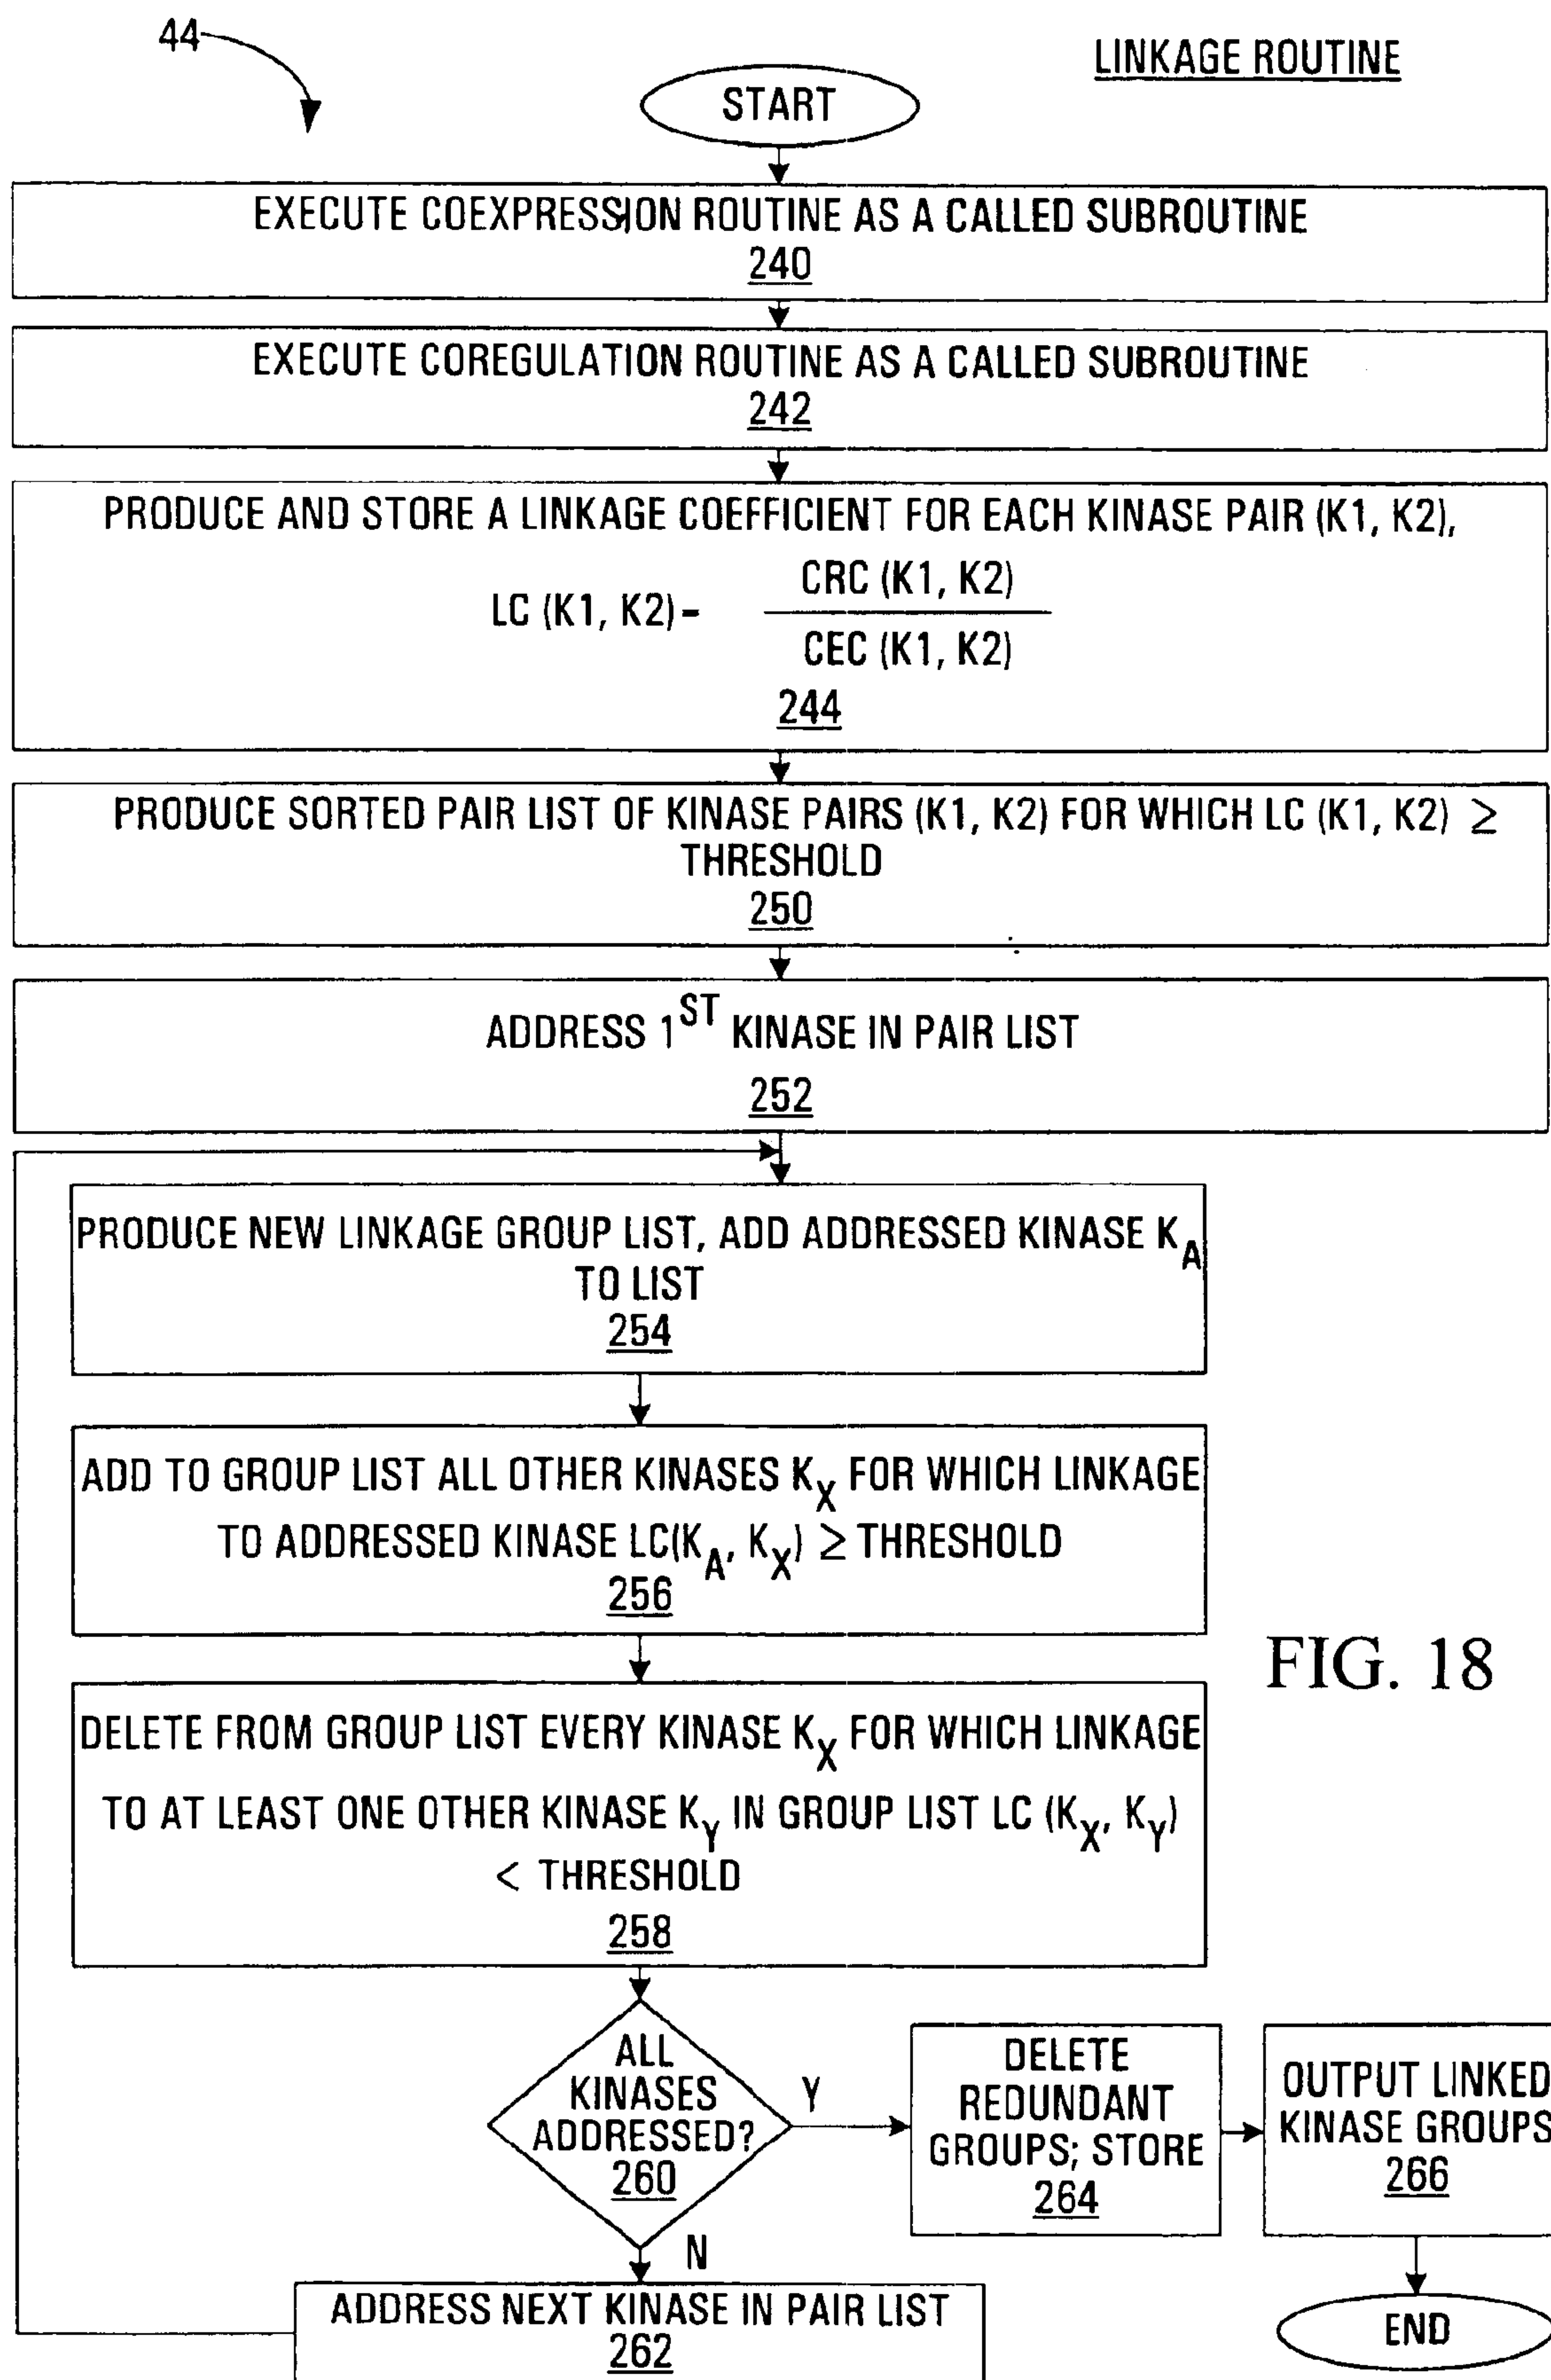 44
LINKAGE ROUTINE
START
EXECUTE COEXPRESSION ROUTINE AS A CALLED SUBROUTINE
240
EXECUTE COREGULATION ROUTINE AS A CALLED SUBROUTINE
242
PRODUCE AND STORE A LINKAGE COEFFICIENT FOR EACH KINASE PAIR (K1, K2),
LC (K1, K2)- CRC (K1, K2)
CEC (K1, K2)
244
PRODUCE SORTED PAIR LIST OF KINASE PAIRS (K1, K2) FOR WHICH LC (K1, K2) ≥
THRESHOLD
250
ADDRESS 1ST KINASE IN PAIR LIST
252
PRODUCE NEW LINKAGE GROUP LIST, ADD ADDRESSED KINASE KA
TO LIST
254
ADD TO GROUP LIST ALL OTHER KINASES KX FOR WHICH LINKAGE
TO ADDRESSED KINASE LC(KA, KX) ≥ THRESHOLD
256
FIG. 18
DELETE FROM GROUP LIST EVERY KINASE KX FOR WHICH LINKAGE
TO AT LEAST ONE OTHER KINASE KY IN GROUP LIST LC (KX, KY)
< THRESHOLD
258
ALL
KINASES
ADDRESSED?
260
Y
N
DELETE
REDUNDANT
GROUPS; STORE
264
OUTPUT LINKED
KINASE GROUPS
266
ADDRESS NEXT KINASE IN PAIR LIST
262
END